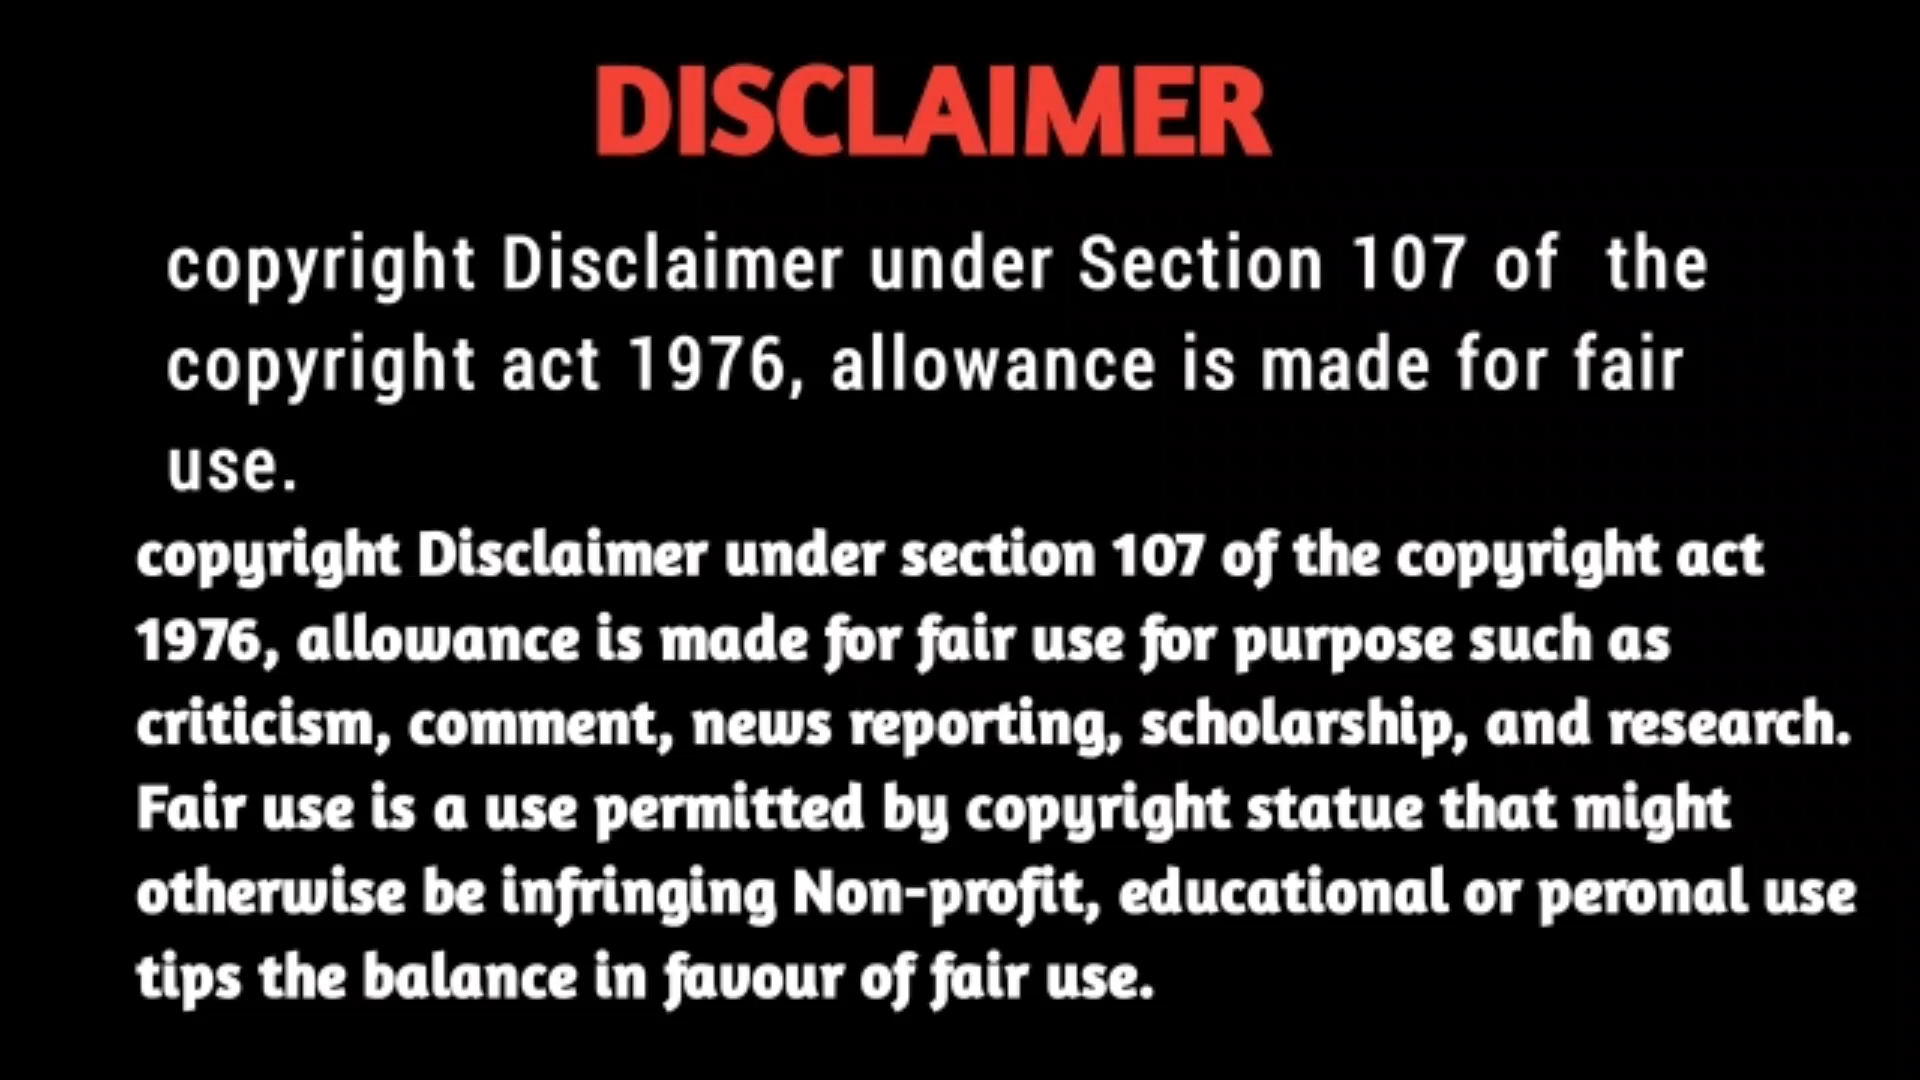 DISCLAIMER
copyright Disclaimer under Section 107 of the
copyright act 1976, allowance is made for fair
use.
copyright Disclaimer under section 107 of the copyright act
1976, allowance is made for fair use for purpose such as
criticism, comment, news reporting, scholarship, and research.
Fair use is a use permitted by copyright statue that might
otherwise be infringing Non-profit, educational or peronal use
tips the balance in favour of fair use.